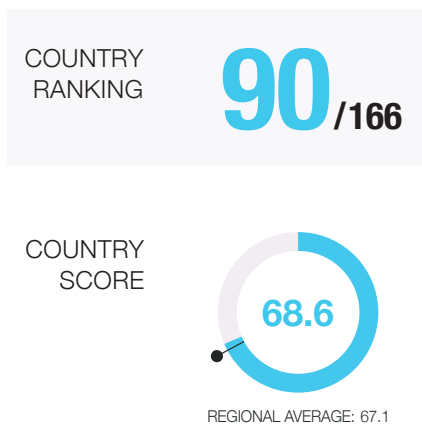 COUNTRY
RANKING
90/166
COUNTRY
SCORE
68.6
REGIONAL AVERAGE: 67.1